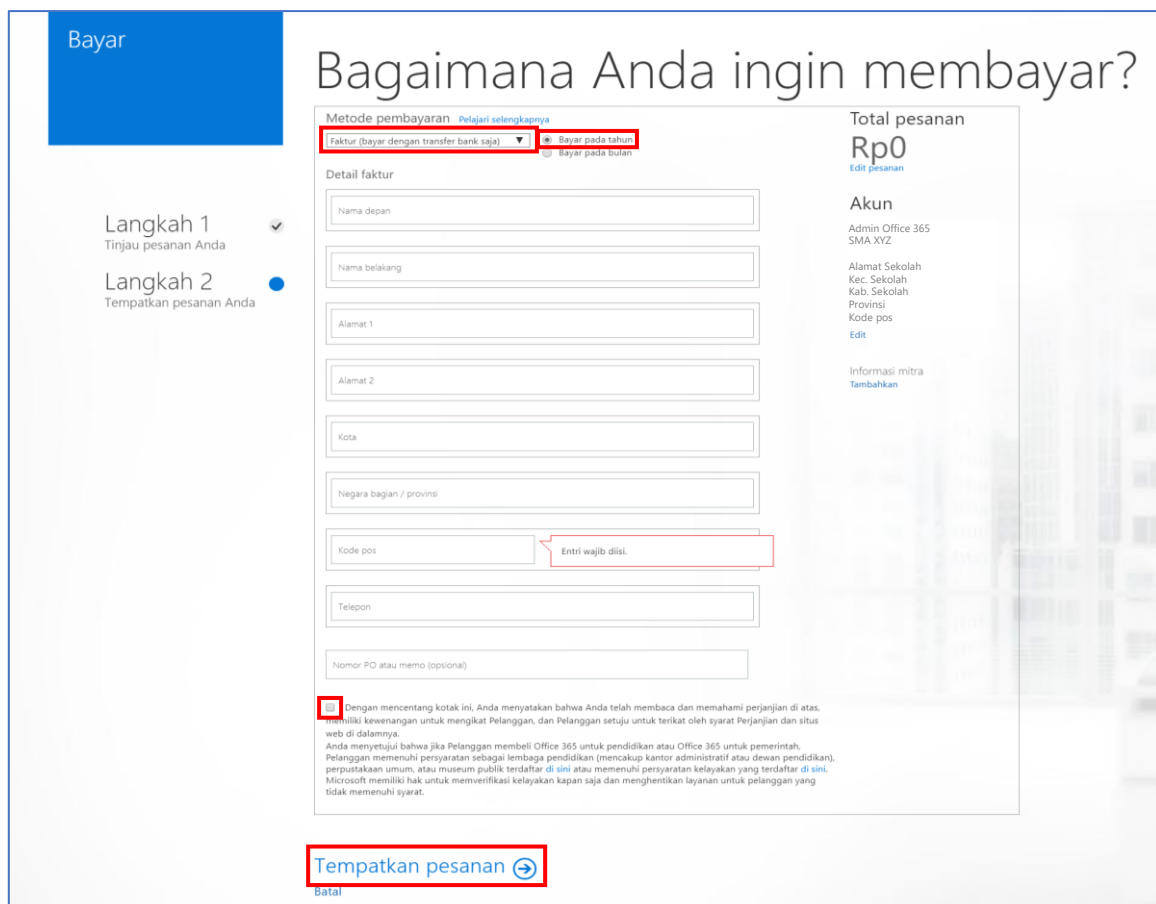 Bayar
Bagaimana Anda ingin membayar?
Langkah 1
Tinjau pesanan Anda
Langkah 2
Tempatkan pesanan Anda
Metode pembayaran Pelajari selengkapnya
Faktur (bayar dengan transfer bank saja)
Bayar pada tahun
Bayar pada bulan
Detail faktur
Nama depan
Nama belakang
Alamat 1
Alamat 2
Kota
Negara bagian / provinsi
Kode pos
Entri wajib diisi.
Telepon
Nomor PO atau memo (opsional)
Dengan mencentang kotak ini, Anda menyatakan bahwa Anda telah membaca dan memahami perjanjian di atas,
memiliki kewenangan untuk mengikat Pelanggan, dan Pelanggan setuju untuk terikat oleh syarat Perjanjian dan situs
web di dalamnya.
Anda menyetujui bahwa jika Pelanggan membeli Office 365 untuk pendidikan atau Office 365 untuk pemerintah,
Pelanggan memenuhi persyaratan sebagai lembaga pendidikan (mencakup kantor administratif atau dewan pendidikan),
perpustakaan umum, atau museum publik terdaftar di sini atau memenuhi persyaratan kelayakan yang terdaftar di sini.
Microsoft memiliki hak untuk memverifikasi kelayakan kapan saja dan menghentikan layanan untuk pelanggan yang
tidak memenuhi syarat.
Total pesanan
Rp0
Edit pesanan
Akun
Admin Office 365
SMA XYZ
Alamat Sekolah
Kec. Sekolah
Kab. Sekolah
Provinsi
Kode pos
Edit
Informasi mitra
Tambahkan
Tempatkan pesanan
Batal